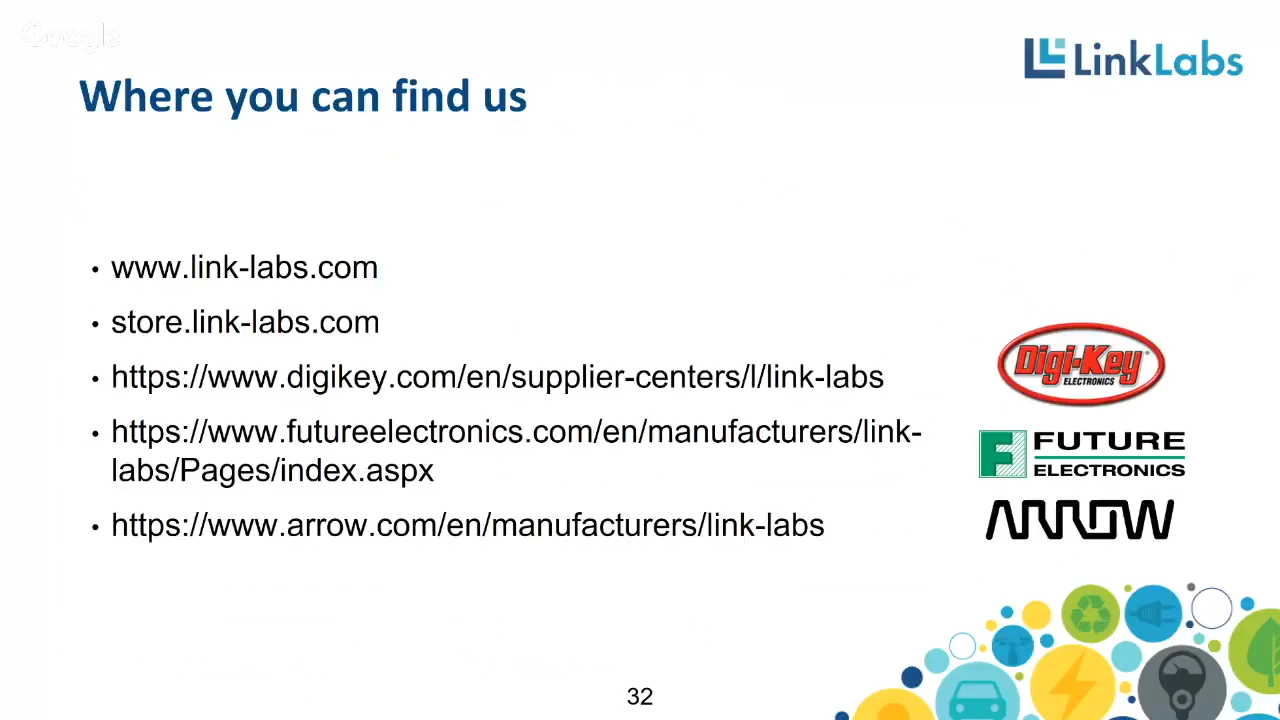 Google
LinkLabs
Where you can find us
• www.link-labs.com
• store.link-labs.com
• https://www.digikey.com/en/supplier-centers/l/link-labs
• https://www.futureelectronics.com/en/manufacturers/link-
labs/Pages/index.aspx
• https://www.arrow.com/en/manufacturers/link-labs
Digi-Key
ELECTRONICS
F FUTURE
ELECTRONICS
ARROW
32